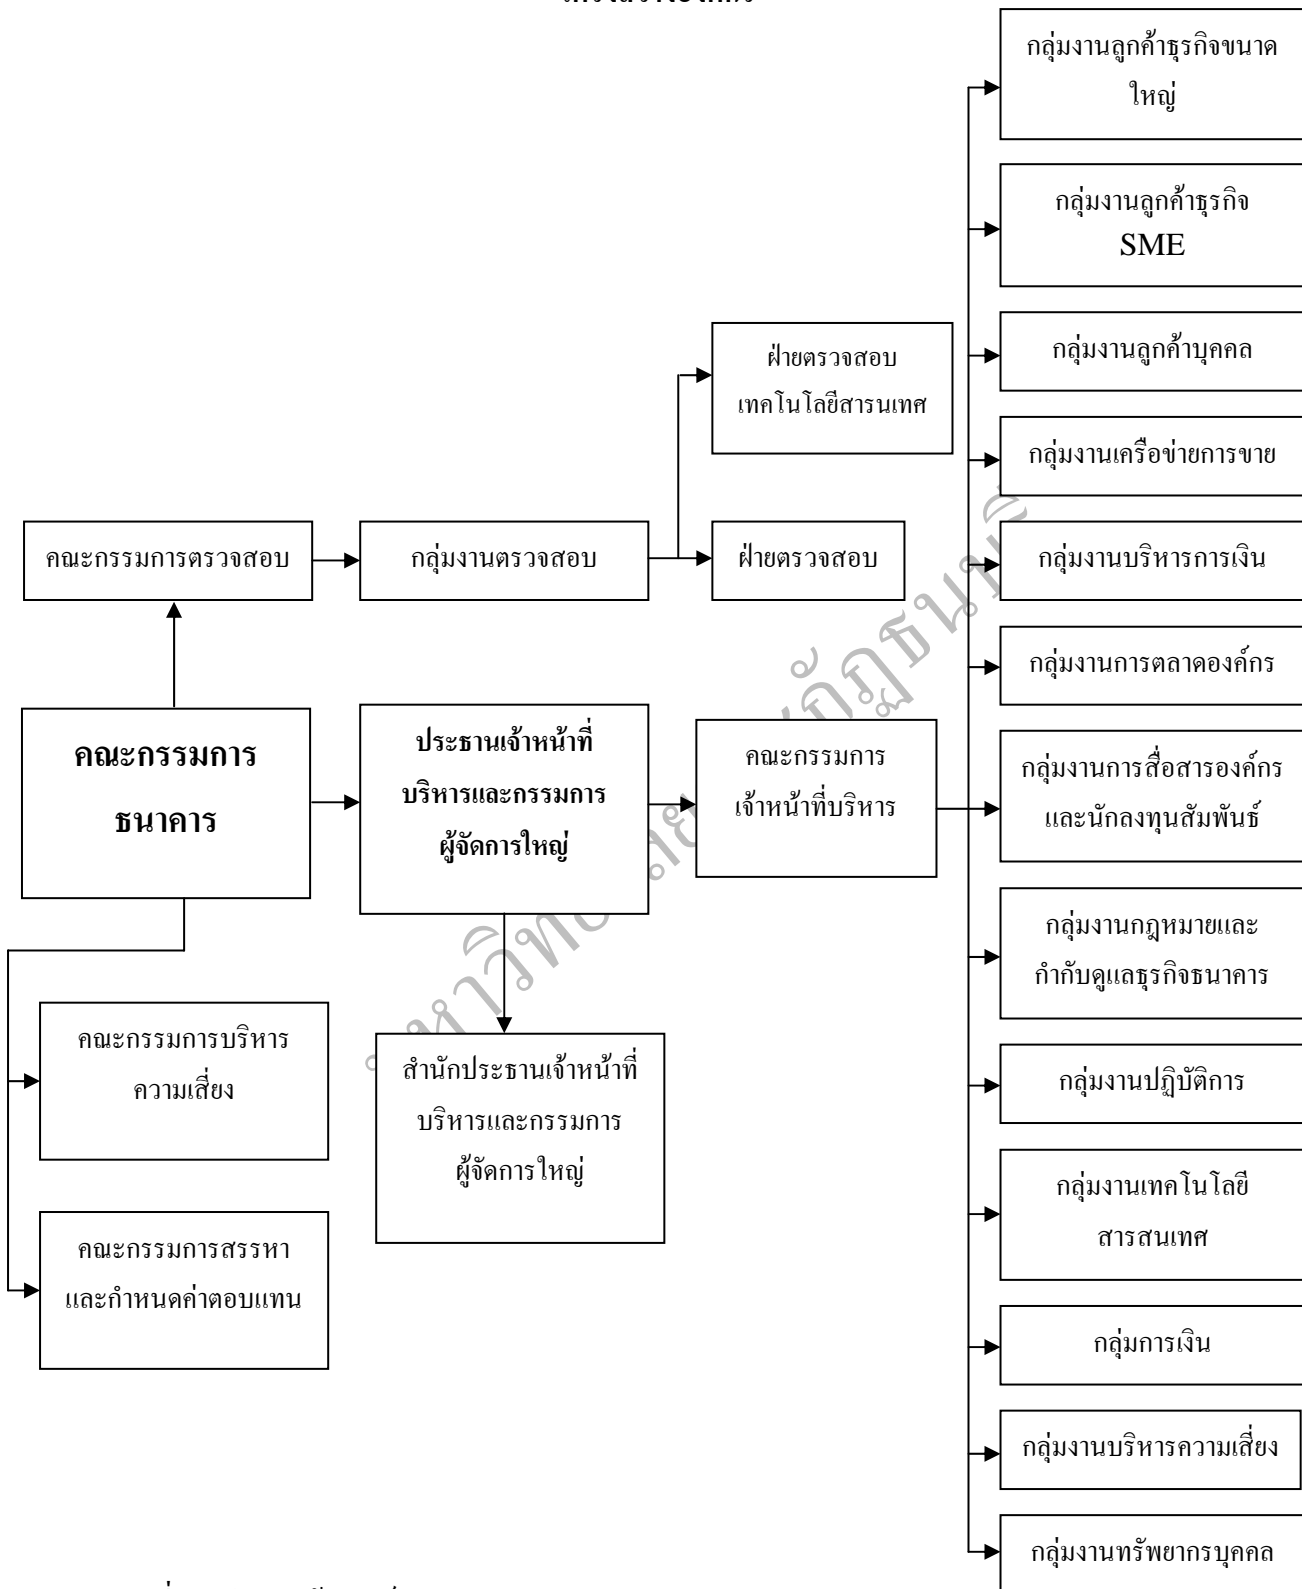 กลุ่มงานลูกค้าธุรกิจขนาด
ใหญ่
กลุ่มงานลูกค้าธุรกิจ
SME
ฝ่ายตรวจสอบ
เทคโนโลยีสารนเทศ
กลุ่มงานลูกค้าบุคคล
กลุ่มงานเครือข่ายการขาย
คณะกรรมการตรวจสอบ
กลุ่มงานตรวจสอบ
ฝ่ายตรวจสอบ
กลุ่มงานบริหารการเงิน
กลุ่มงานการตลาดองค์กร
คณะกรรมการ
ธนาคาร
ประธานเจ้าหน้าที่
บริหารและกรรมการ
ผู้จัดการใหญ่
คณะกรรมการ
เจ้าหน้าที่บริหาร
กลุ่มงานการสื่อสารองค์กร
และนักลงทุนสัมพันธ์
กลุ่มงานกฎหมายและ
กำกับดูแลธุรกิจธนาคาร
คณะกรรมการบริหาร
ความเสี่ยง
สำนักประธานเจ้าหน้าที่
บริหารและกรรมการ
ผู้จัดการใหญ่
กลุ่มงานปฏิบัติการ
กลุ่มงานเทคโนโลยี
สารสนเทศ
คณะกรรมการสรรหา
และกำหนดค่าตอบแทน
กลุ่มการเงิน
กลุ่มงานบริหารความเสี่ยง
กลุ่มงานทรัพยากรบุคคล